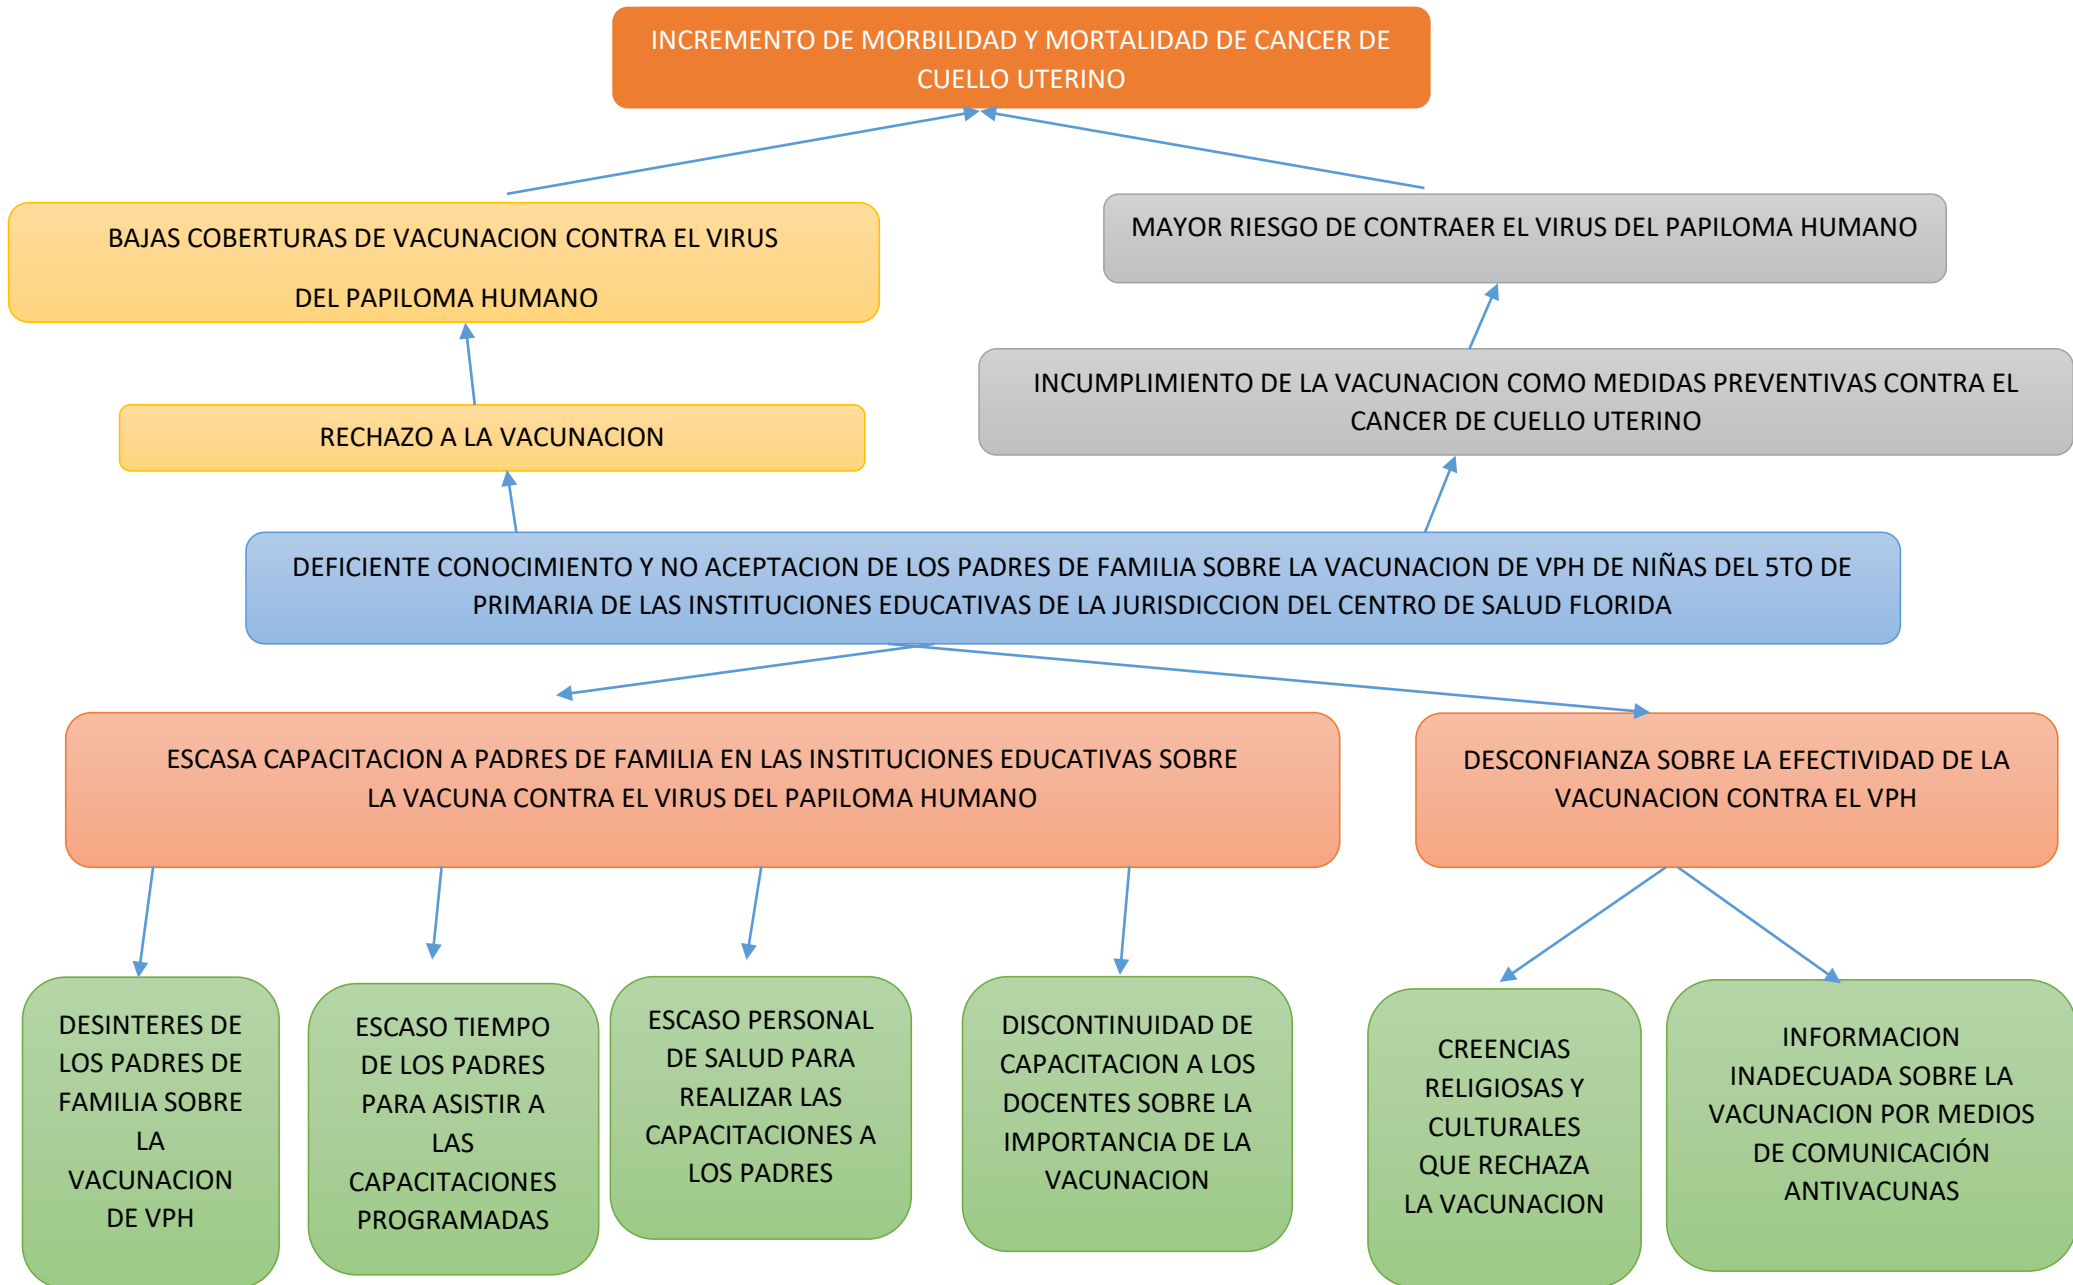 INCREMENTO DE MORBILIDAD Y MORTALIDAD DE CANCER DE
CUELLO UTERINO
BAJAS COBERTURAS DE VACUNACION CONTRA EL VIRUS
DEL PAPILOMA HUMANO
MAYOR RIESGO DE CONTRAER EL VIRUS DEL PAPILOMA HUMANO
RECHAZO A LA VACUNACION
INCUMPLIMIENTO DE LA VACUNACION COMO MEDIDAS PREVENTIVAS CONTRA EL
CANCER DE CUELLO UTERINO
DEFICIENTE CONOCIMIENTO Y NO ACEPTACION DE LOS PADRES DE FAMILIA SOBRE LA VACUNACION DE VPH DE NIÑAS DEL 5TO DE
PRIMARIA DE LAS INSTITUCIONES EDUCATIVAS DE LA JURISDICCION DEL CENTRO DE SALUD FLORIDA
ESCASA CAPACITACION A PADRES DE FAMILIA EN LAS INSTITUCIONES EDUCATIVAS SOBRE
LA VACUNA CONTRA EL VIRUS DEL PAPILOMA HUMANO
DESCONFIANZA SOBRE LA EFECTIVIDAD DE LA
VACUNACION CONTRA EL VPH
DESINTERES DE
LOS PADRES DE
FAMILIA SOBRE
LA
VACUNACION
DE VPH
ESCASO TIEMPO
DE LOS PADRES
PARA ASISTIR A
LAS
CAPACITACIONES
PROGRAMADAS
ESCASO PERSONAL
DE SALUD PARA
REALIZAR LAS
CAPACITACIONES A
LOS PADRES
DISCONTINUIDAD DE
CAPACITACION A LOS
DOCENTES SOBRE LA
IMPORTANCIA DE LA
VACUNACION
CREENCIAS
RELIGIOSAS Y
CULTURALES
QUE RECHAZA
LA VACUNACION
INFORMACION
INADECUADA SOBRE LA
VACUNACION POR MEDIOS
DE COMUNICACIÓN
ANTIVACUNAS